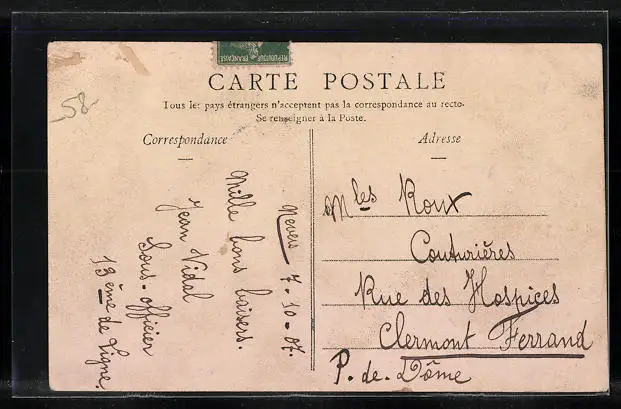 REPUBLIQUE FRANÇAISE
58
CARTE POSTALE
Tous les pays étrangers n'acceptent pas la correspondance au recto.
Se renseigner à la Poste.
Correspondance
Adresse
Nevers 7-10-07.
Mille bons baisers.
Jean Vidal
Sous-officier
13ème de Ligne.
Mles Roux
Couturières
Rue des Hospices
Clermont Ferrand
P. de. Dôme